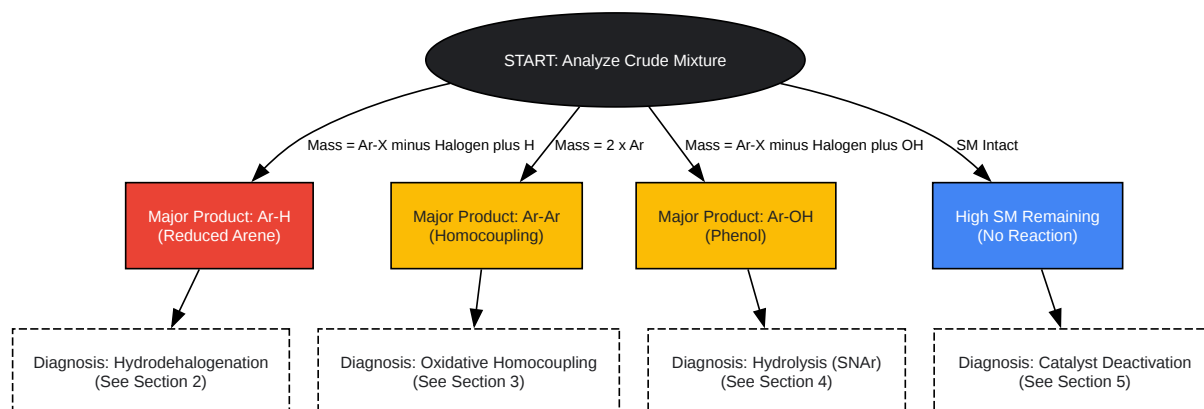 START: Analyze Crude Mixture
Mass = Ar-X minus Halogen plus H
Mass = 2 x Ar
Mass = Ar-X minus Halogen plus OH
SM Intact
Major Product: Ar-H
(Reduced Arene)
Major Product: Ar-Ar
(Homocoupling)
Major Product: Ar-OH
(Phenol)
High SM Remaining
(No Reaction)
Diagnosis: Hydrodehalogenation
(See Section 2)
Diagnosis: Oxidative Homocoupling
(See Section 3)
Diagnosis: Hydrolysis (SNAr)
(See Section 4)
Diagnosis: Catalyst Deactivation
(See Section 5)